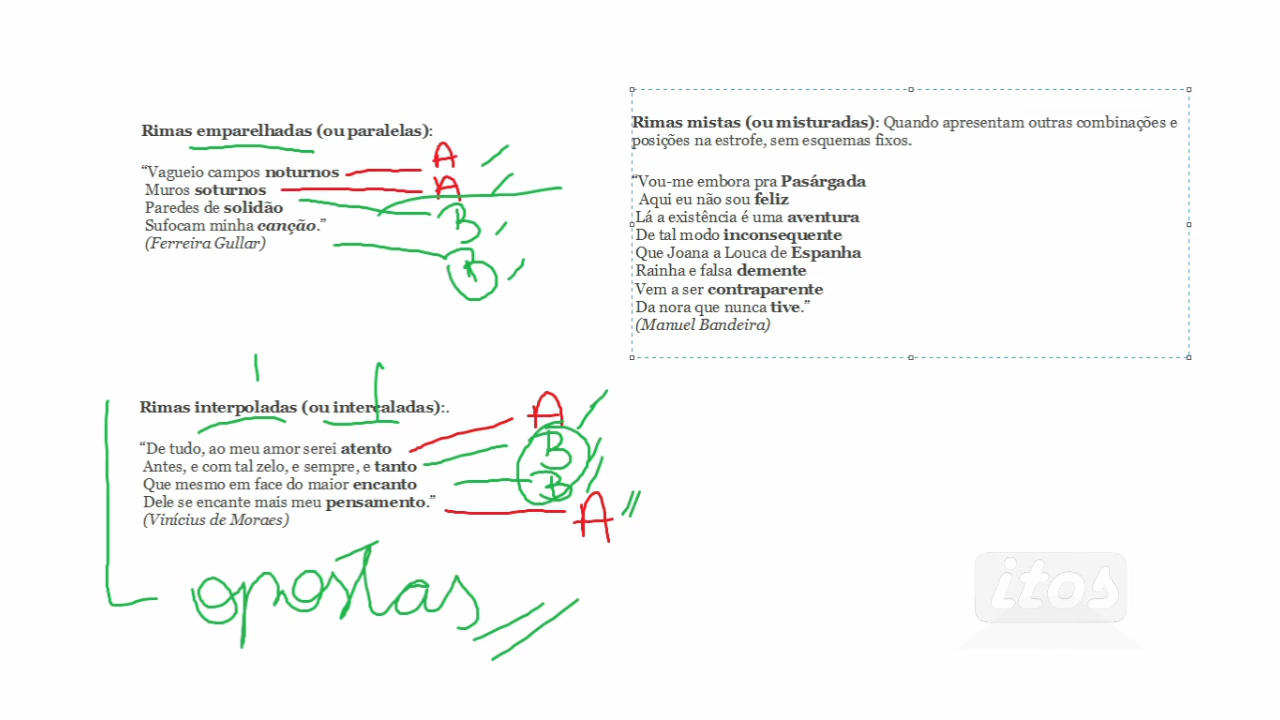 Rimas emparelhadas (ou paralelas):
“Vagueio campos noturnos A
Muros soturnos A
Paredes de solidão B
Sufocam minha canção.”
(Ferreira Gullar)
Rimas interpoladas (ou intercaladas):.
“De tudo, ao meu amor serei atento A
Antes, e com tal zelo, e sempre, e tanto B
Que mesmo em face do maior encanto B
Dele se encante mais meu pensamento.” A
(Vinícius de Moraes)
opostas
Rimas mistas (ou misturadas): Quando apresentam outras combinações e
posições na estrofe, sem esquemas fixos.
“Vou-me embora pra Pasárgada
Aqui eu não sou feliz
Lá a existência é uma aventura
De tal modo inconsequente
Que Joana a Louca de Espanha
Rainha e falsa demente
Vem a ser contraparente
Da nora que nunca tive.”
(Manuel Bandeira)
itos